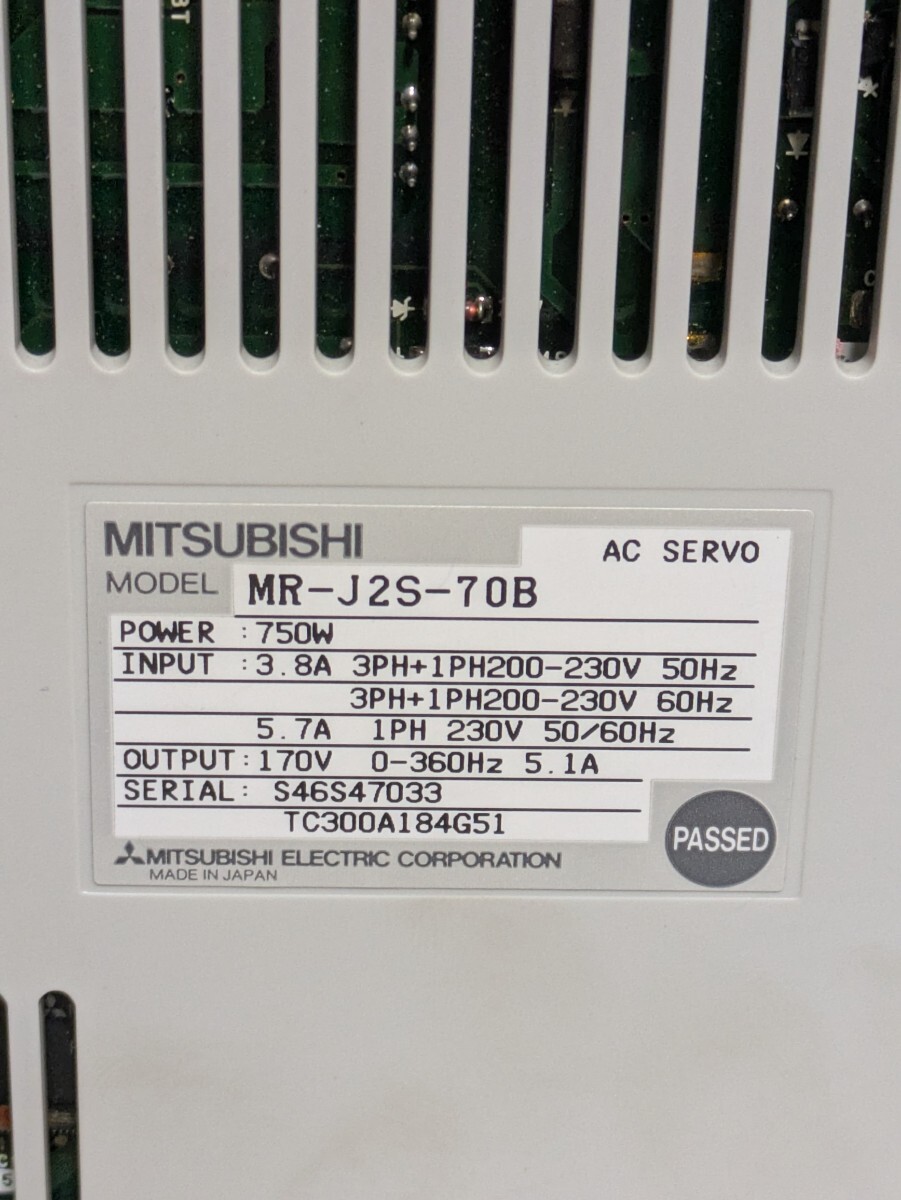 BT
MITSUBISHI
AC SERVO
MODEL MR-J2S-70B
POWER :750W
INPUT :3.8A 3PH+1PH200-230V 50Hz
3PH+1PH200-230V 60Hz
5.7A 1PH 230V 50/60Hz
OUTPUT:170V 0-360Hz 5.1A
SERIAL: S46S47033
TC300A184G51
PASSED
MITSUBISHI ELECTRIC CORPORATION
MADE IN JAPAN